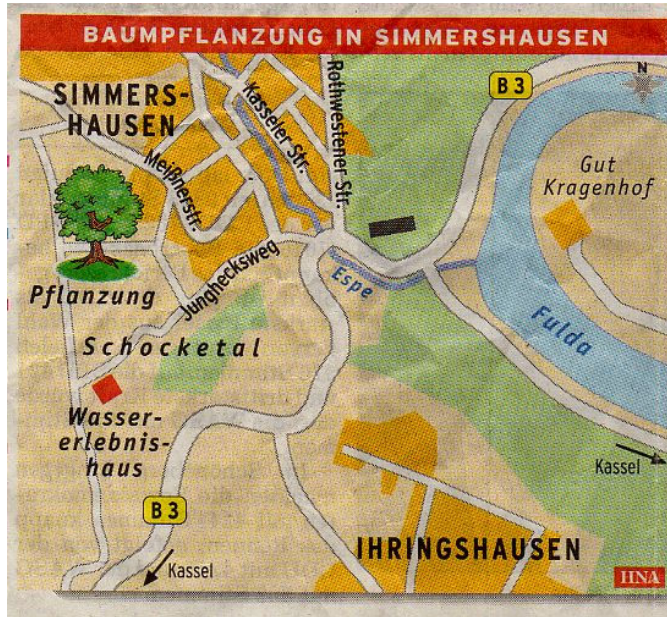 BAUMPFLANZUNG IN SIMMERSHAUSEN
N
B 3
SIMMERS-
HAUSEN
Kasseler Str.
Rothwestener Str.
Meißnerstr.
Gut
Kragenhof
Junghecksweg
Espe
Pflanzung
Fulda
Schocketal
Wasser-
erlebnis-
haus
Kassel
B 3
Kassel
IHRINGSHAUSEN
HNA